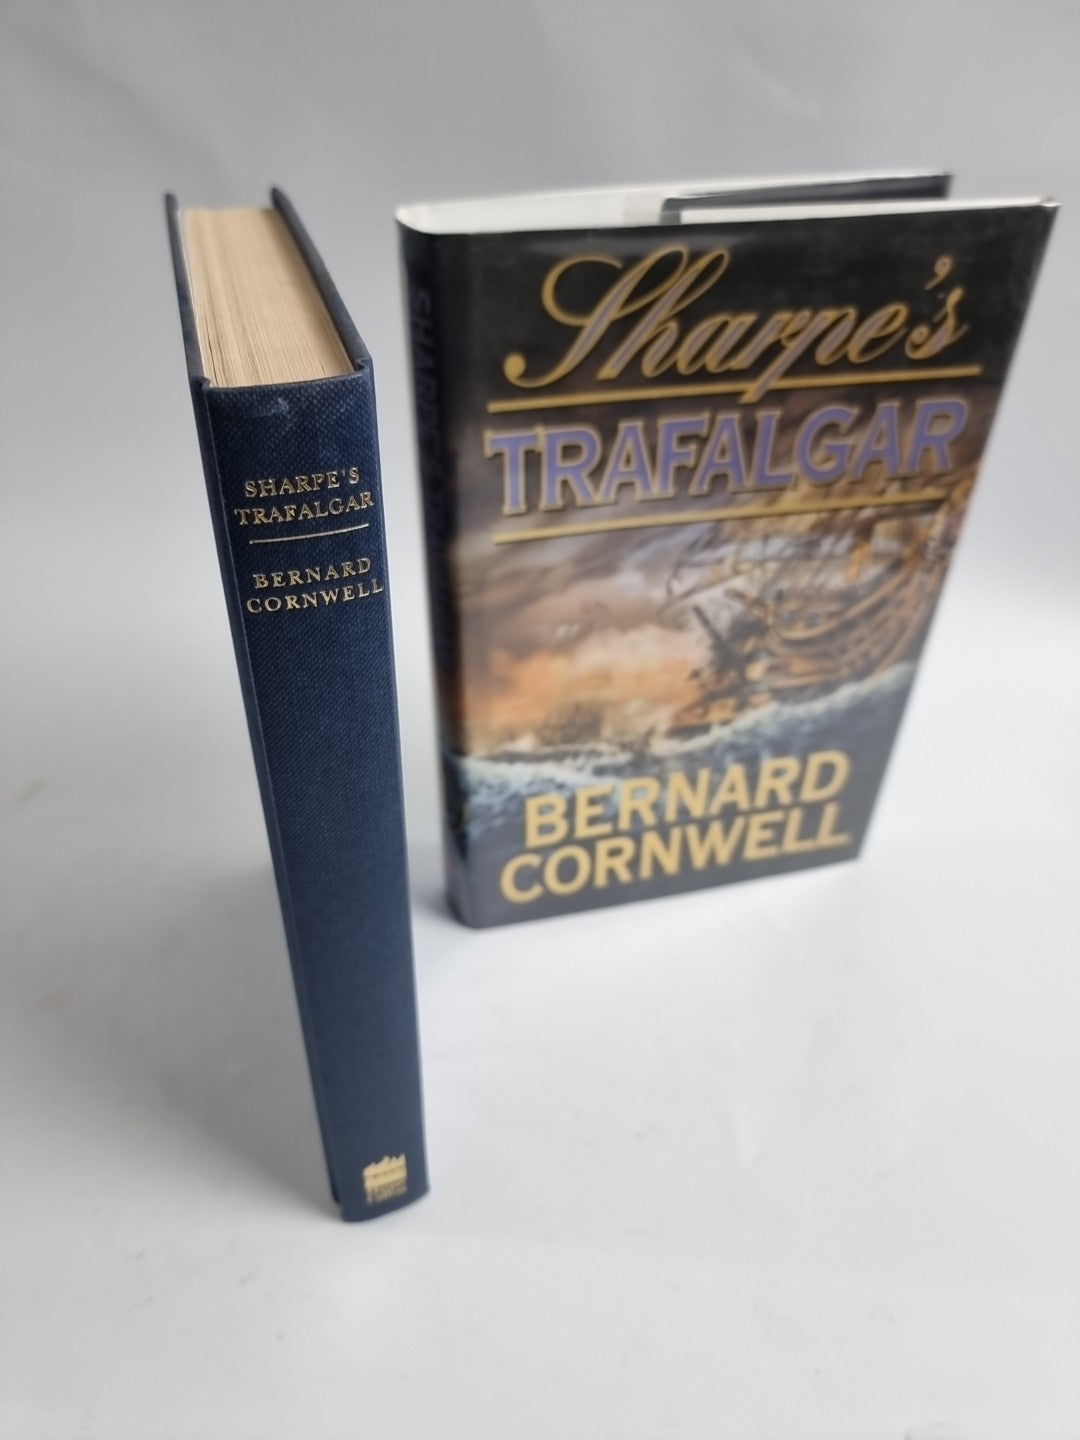 SHARPE'S
TRAFALGAR
BERNARD
CORNWELL
Sharpe's
TRAFALGAR
BERNARD
CORNWELL